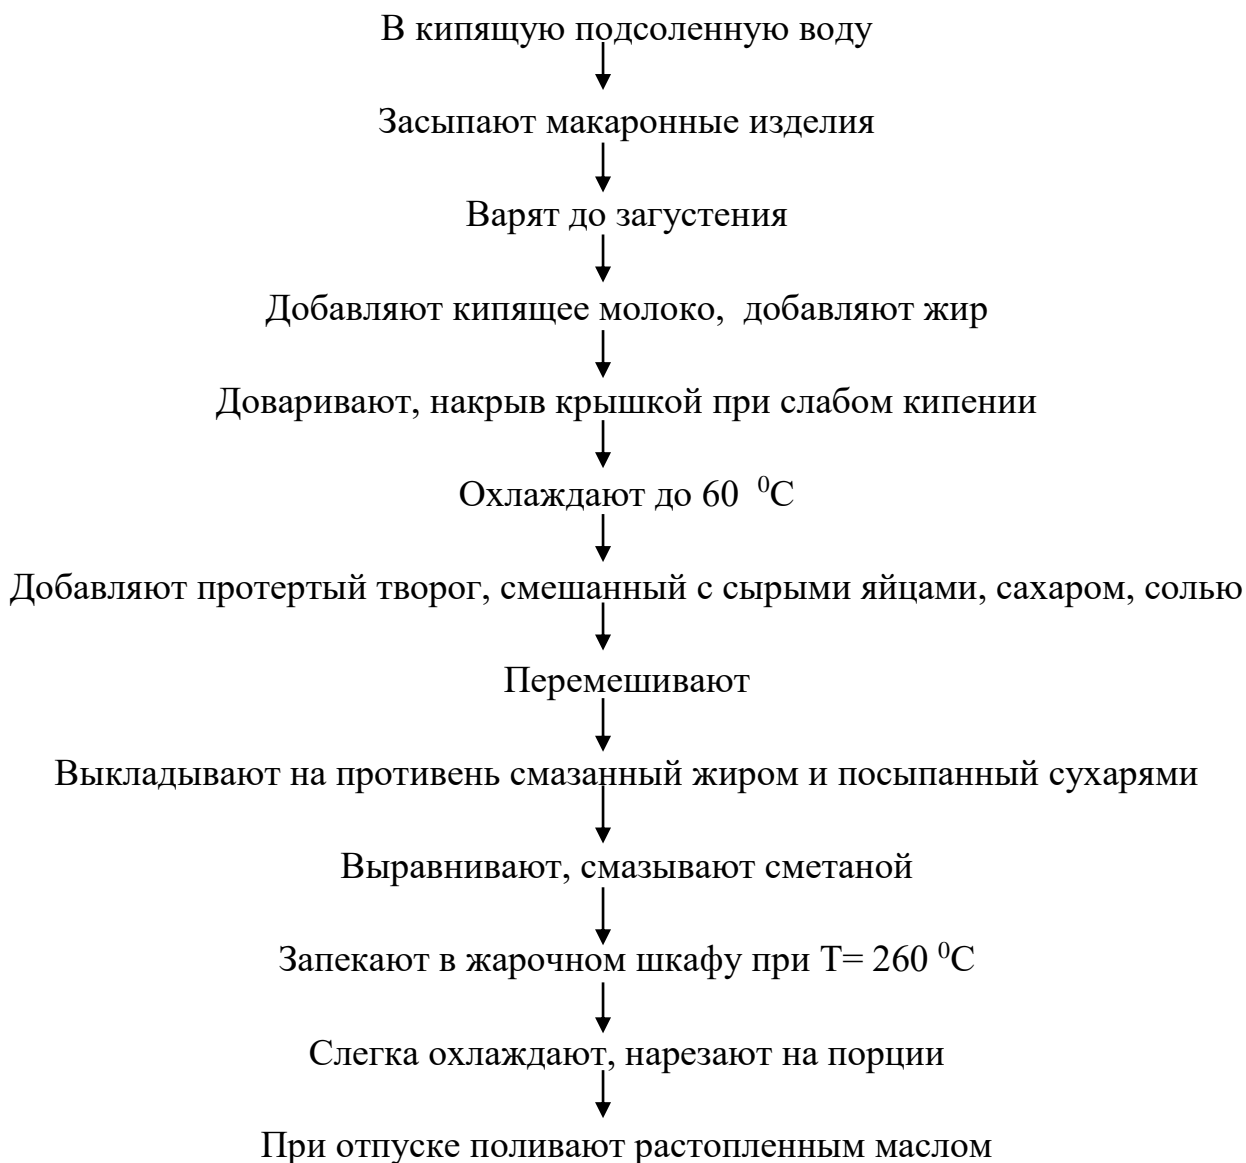 В кипящую подсоленную воду
Засыпают макаронные изделия
Варят до загустения
Добавляют кипящее молоко,  добавляют жир
Доваривают, накрыв крышкой при слабом кипении
Охлаждают до 60  ⁰С
Добавляют протертый творог, смешанный с сырыми яйцами, сахаром, солью
Перемешивают
Выкладывают на противень смазанный жиром и посыпанный сухарями
Выравнивают, смазывают сметаной
Запекают в жарочном шкафу при Т= 260 ⁰С
Слегка охлаждают, нарезают на порции
При отпуске поливают растопленным маслом